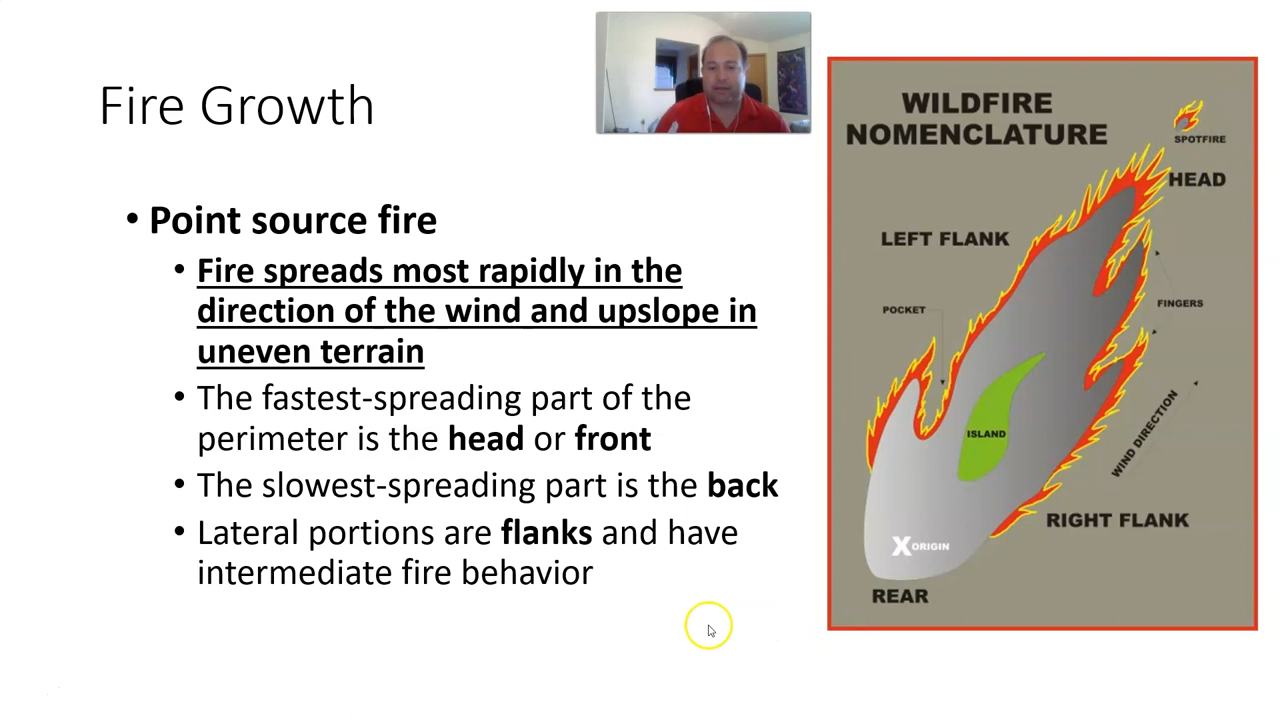 Fire Growth
• Point source fire
• Fire spreads most rapidly in the
direction of the wind and upslope in
uneven terrain
• The fastest-spreading part of the
perimeter is the head or front
• The slowest-spreading part is the back
• Lateral portions are flanks and have
intermediate fire behavior
WILDFIRE
NOMENCLATURE
SPOTFIRE
HEAD
LEFT FLANK
POCKET
FINGERS
ISLAND
WIND DIRECTION
RIGHT FLANK
X ORIGIN
REAR